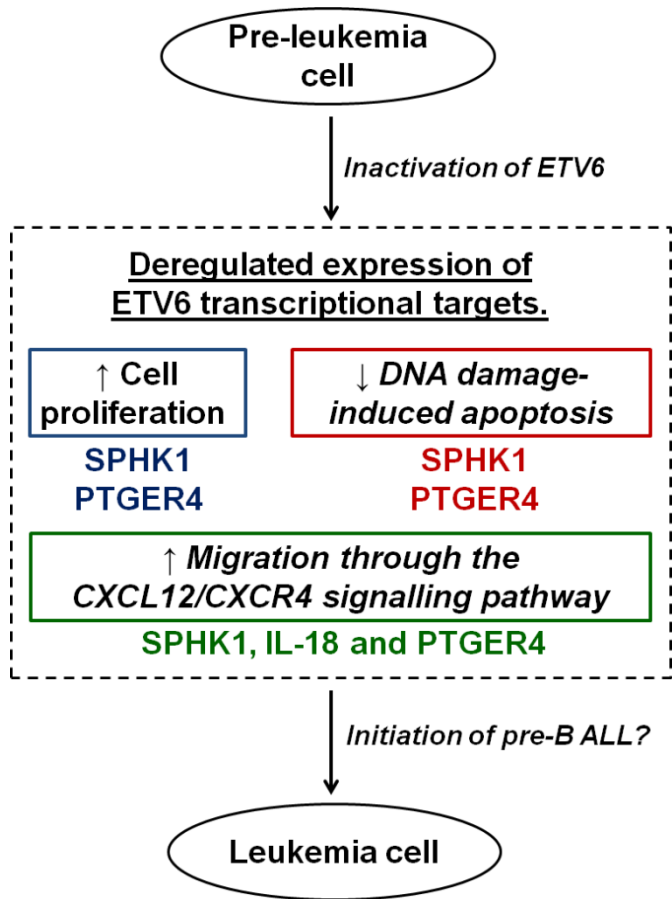 Pre-leukemia
cell
Inactivation of ETV6
Deregulated expression of
ETV6 transcriptional targets.
↑ Cell
proliferation
SPHK1
PTGER4
↓ DNA damage-
induced apoptosis
SPHK1
PTGER4
↑ Migration through the
CXCL12/CXCR4 signalling pathway
SPHK1, IL-18 and PTGER4
Initiation of pre-B ALL?
Leukemia cell